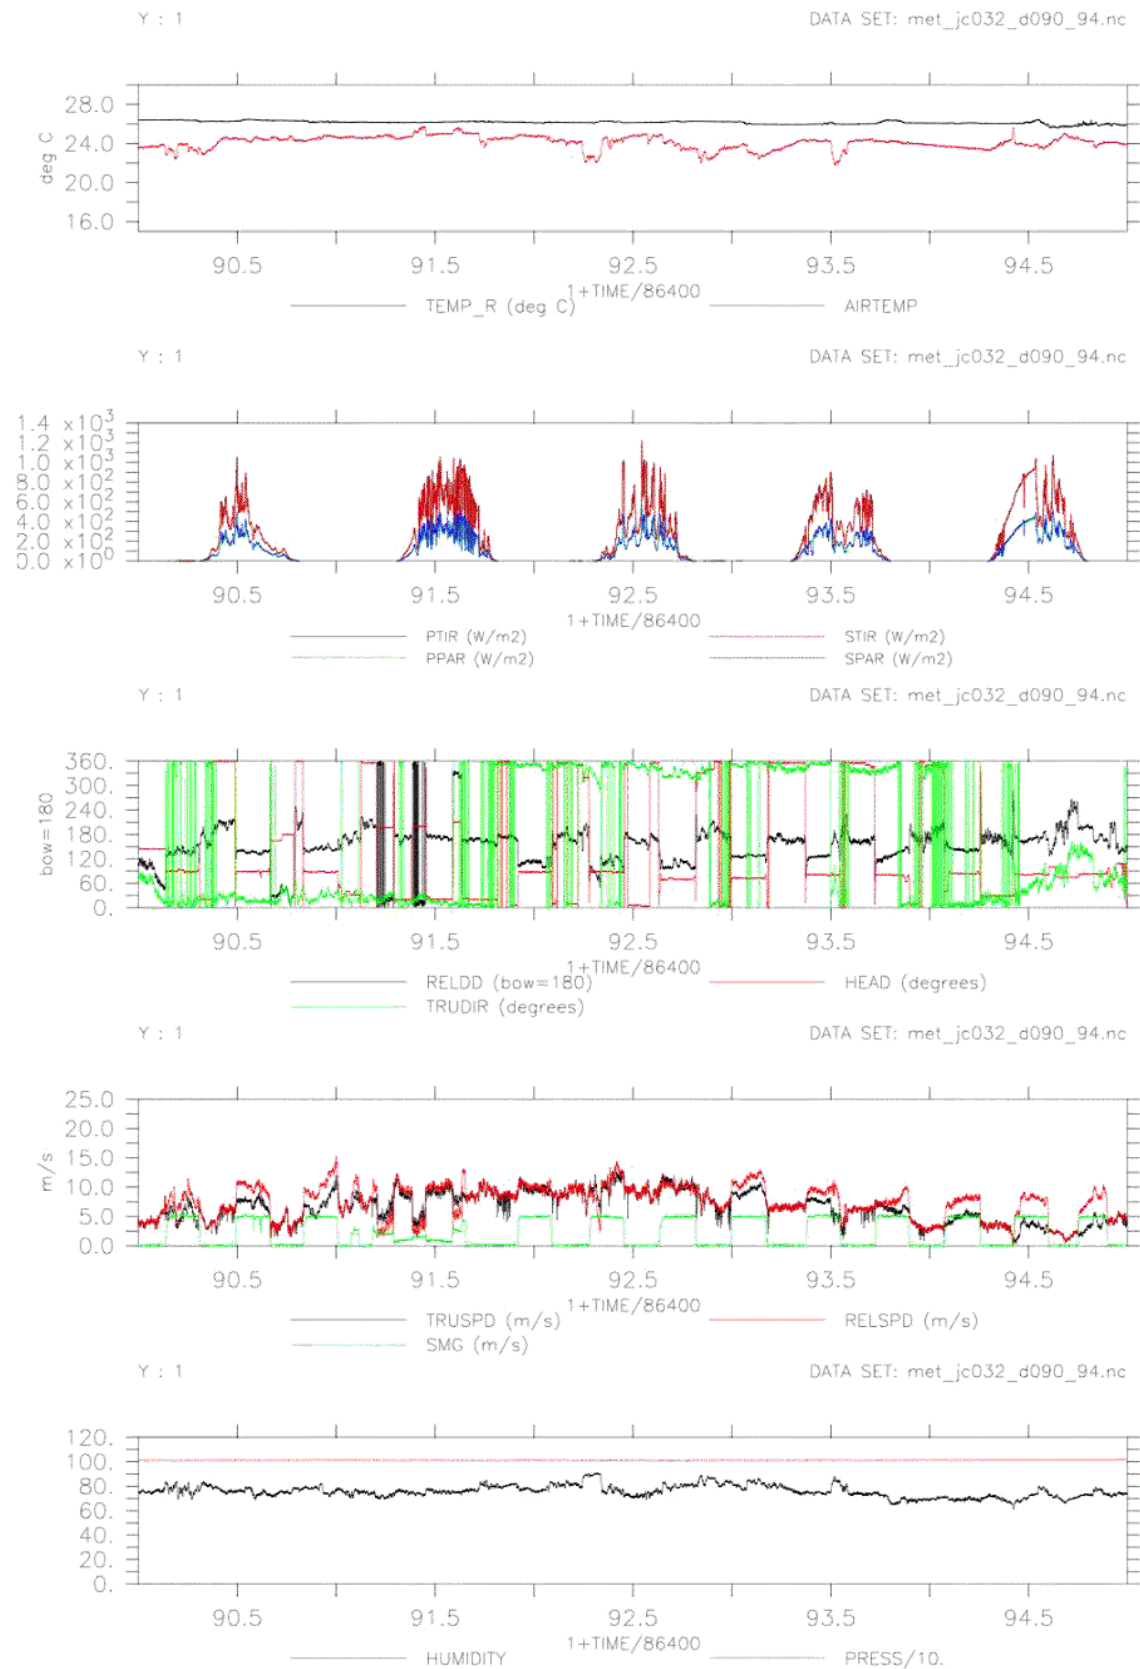 Y : 1 DATA SET: met_jc032_d090_94.nc
28.0
24.0
20.0
16.0
deg C
90.5 91.5 92.5 93.5 94.5
1+TIME/86400
TEMP_R (deg C) AIRTEMP
Y : 1 DATA SET: met_jc032_d090_94.nc
1.4 x10³
1.2 x10³
1.0 x10³
8.0 x10²
6.0 x10²
4.0 x10²
2.0 x10²
0.0 x10⁰
90.5 91.5 92.5 93.5 94.5
1+TIME/86400
PTIR (W/m2) STIR (W/m2)
PPAR (W/m2) SPAR (W/m2)
Y : 1 DATA SET: met_jc032_d090_94.nc
360.
300.
240.
180.
120.
60.
0.
bow=180
90.5 91.5 92.5 93.5 94.5
1+TIME/86400
RELDD (bow=180) HEAD (degrees)
TRUDIR (degrees)
Y : 1 DATA SET: met_jc032_d090_94.nc
25.0
20.0
15.0
10.0
5.0
0.0
m/s
90.5 91.5 92.5 93.5 94.5
1+TIME/86400
TRUSPD (m/s) RELSPD (m/s)
SMG (m/s)
Y : 1 DATA SET: met_jc032_d090_94.nc
120.
100.
80.
60.
40.
20.
0.
90.5 91.5 92.5 93.5 94.5
1+TIME/86400
HUMIDITY PRESS/10.